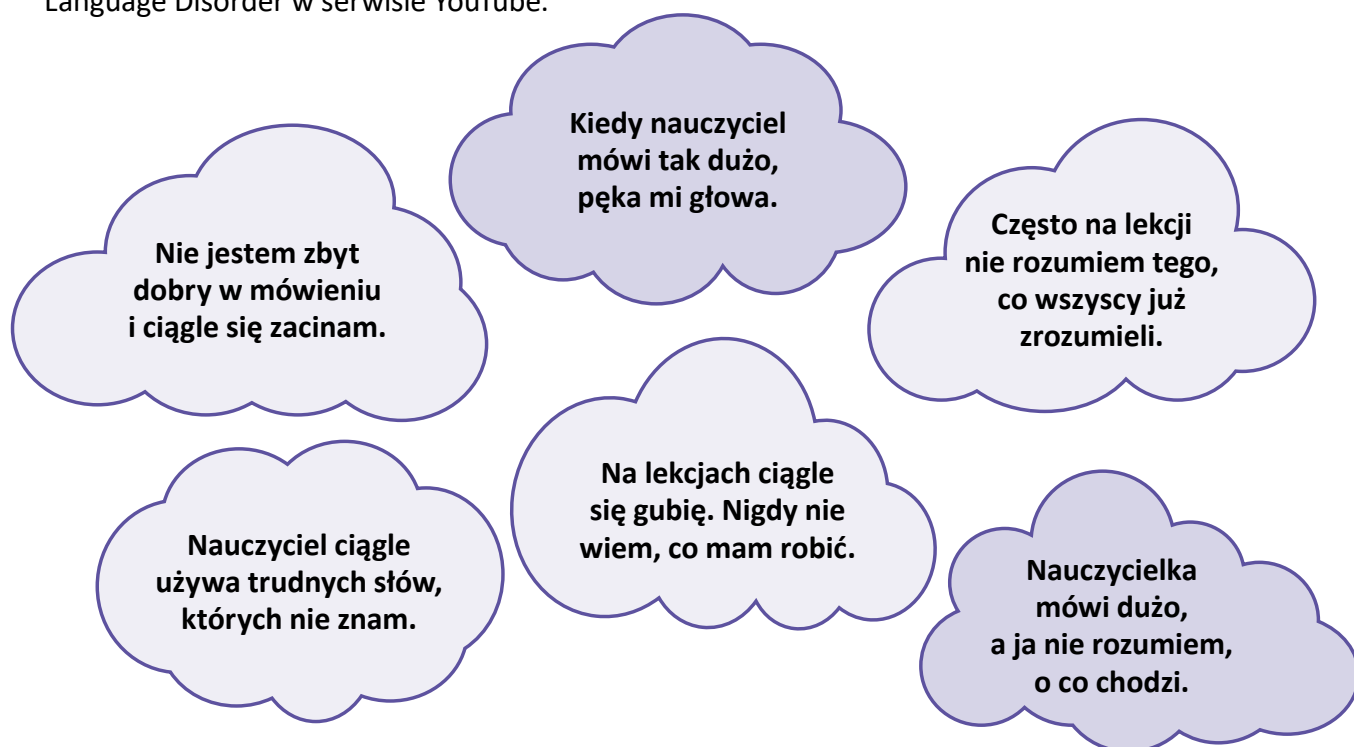 Language Disorder w serwisie YouTube.
Kiedy nauczyciel
mówi tak dużo,
pęka mi głowa.
Nie jestem zbyt
dobry w mówieniu
i ciągle się zacinam.
Często na lekcji
nie rozumiem tego,
co wszyscy już
zrozumieli.
Nauczyciel ciągle
używa trudnych słów,
których nie znam.
Na lekcjach ciągle
się gubię. Nigdy nie
wiem, co mam robić.
Nauczycielka
mówi dużo,
a ja nie rozumiem,
o co chodzi.